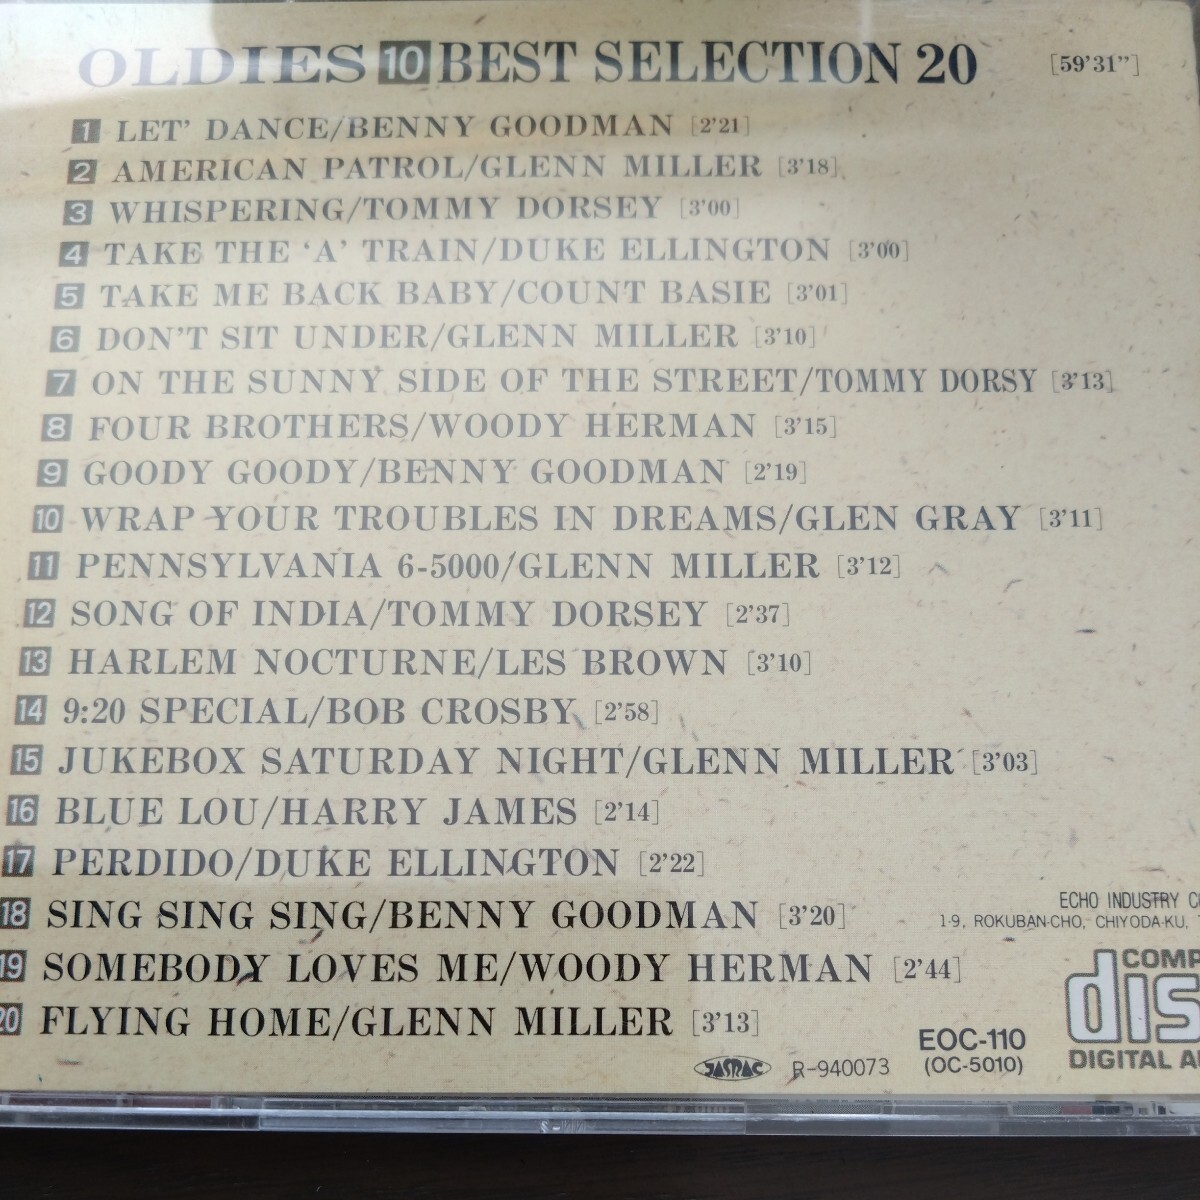 OLDIES 10 BEST SELECTION 20 [59'31"]
1 LET' DANCE/BENNY GOODMAN [2'21]
2 AMERICAN PATROL/GLENN MILLER [3'18]
3 WHISPERING/TOMMY DORSEY [3'00]
4 TAKE THE 'A' TRAIN/DUKE ELLINGTON [3'00]
5 TAKE ME BACK BABY/COUNT BASIE [3'01]
6 DON'T SIT UNDER/GLENN MILLER [3'10]
7 ON THE SUNNY SIDE OF THE STREET/TOMMY DORSY [3'13]
8 FOUR BROTHERS/WOODY HERMAN [3'15]
9 GOODY GOODY/BENNY GOODMAN [2'19]
10 WRAP YOUR TROUBLES IN DREAMS/GLEN GRAY [3'11]
11 PENNSYLVANIA 6-5000/GLENN MILLER [3'12]
12 SONG OF INDIA/TOMMY DORSEY [2'37]
13 HARLEM NOCTURNE/LES BROWN [3'10]
14 9:20 SPECIAL/BOB CROSBY [2'58]
15 JUKEBOX SATURDAY NIGHT/GLENN MILLER [3'03]
16 BLUE LOU/HARRY JAMES [2'14]
17 PERDIDO/DUKE ELLINGTON [2'22]
18 SING SING SING/BENNY GOODMAN [3'20]
19 SOMEBODY LOVES ME/WOODY HERMAN [2'44]
20 FLYING HOME/GLENN MILLER [3'13]
ECHO INDUSTRY CO
1-9, ROKUBAN-CHO, CHIYODA-KU,
COMP
dis
DIGITAL AU
EOC-110
(OC-5010)
JASRAC R-940073